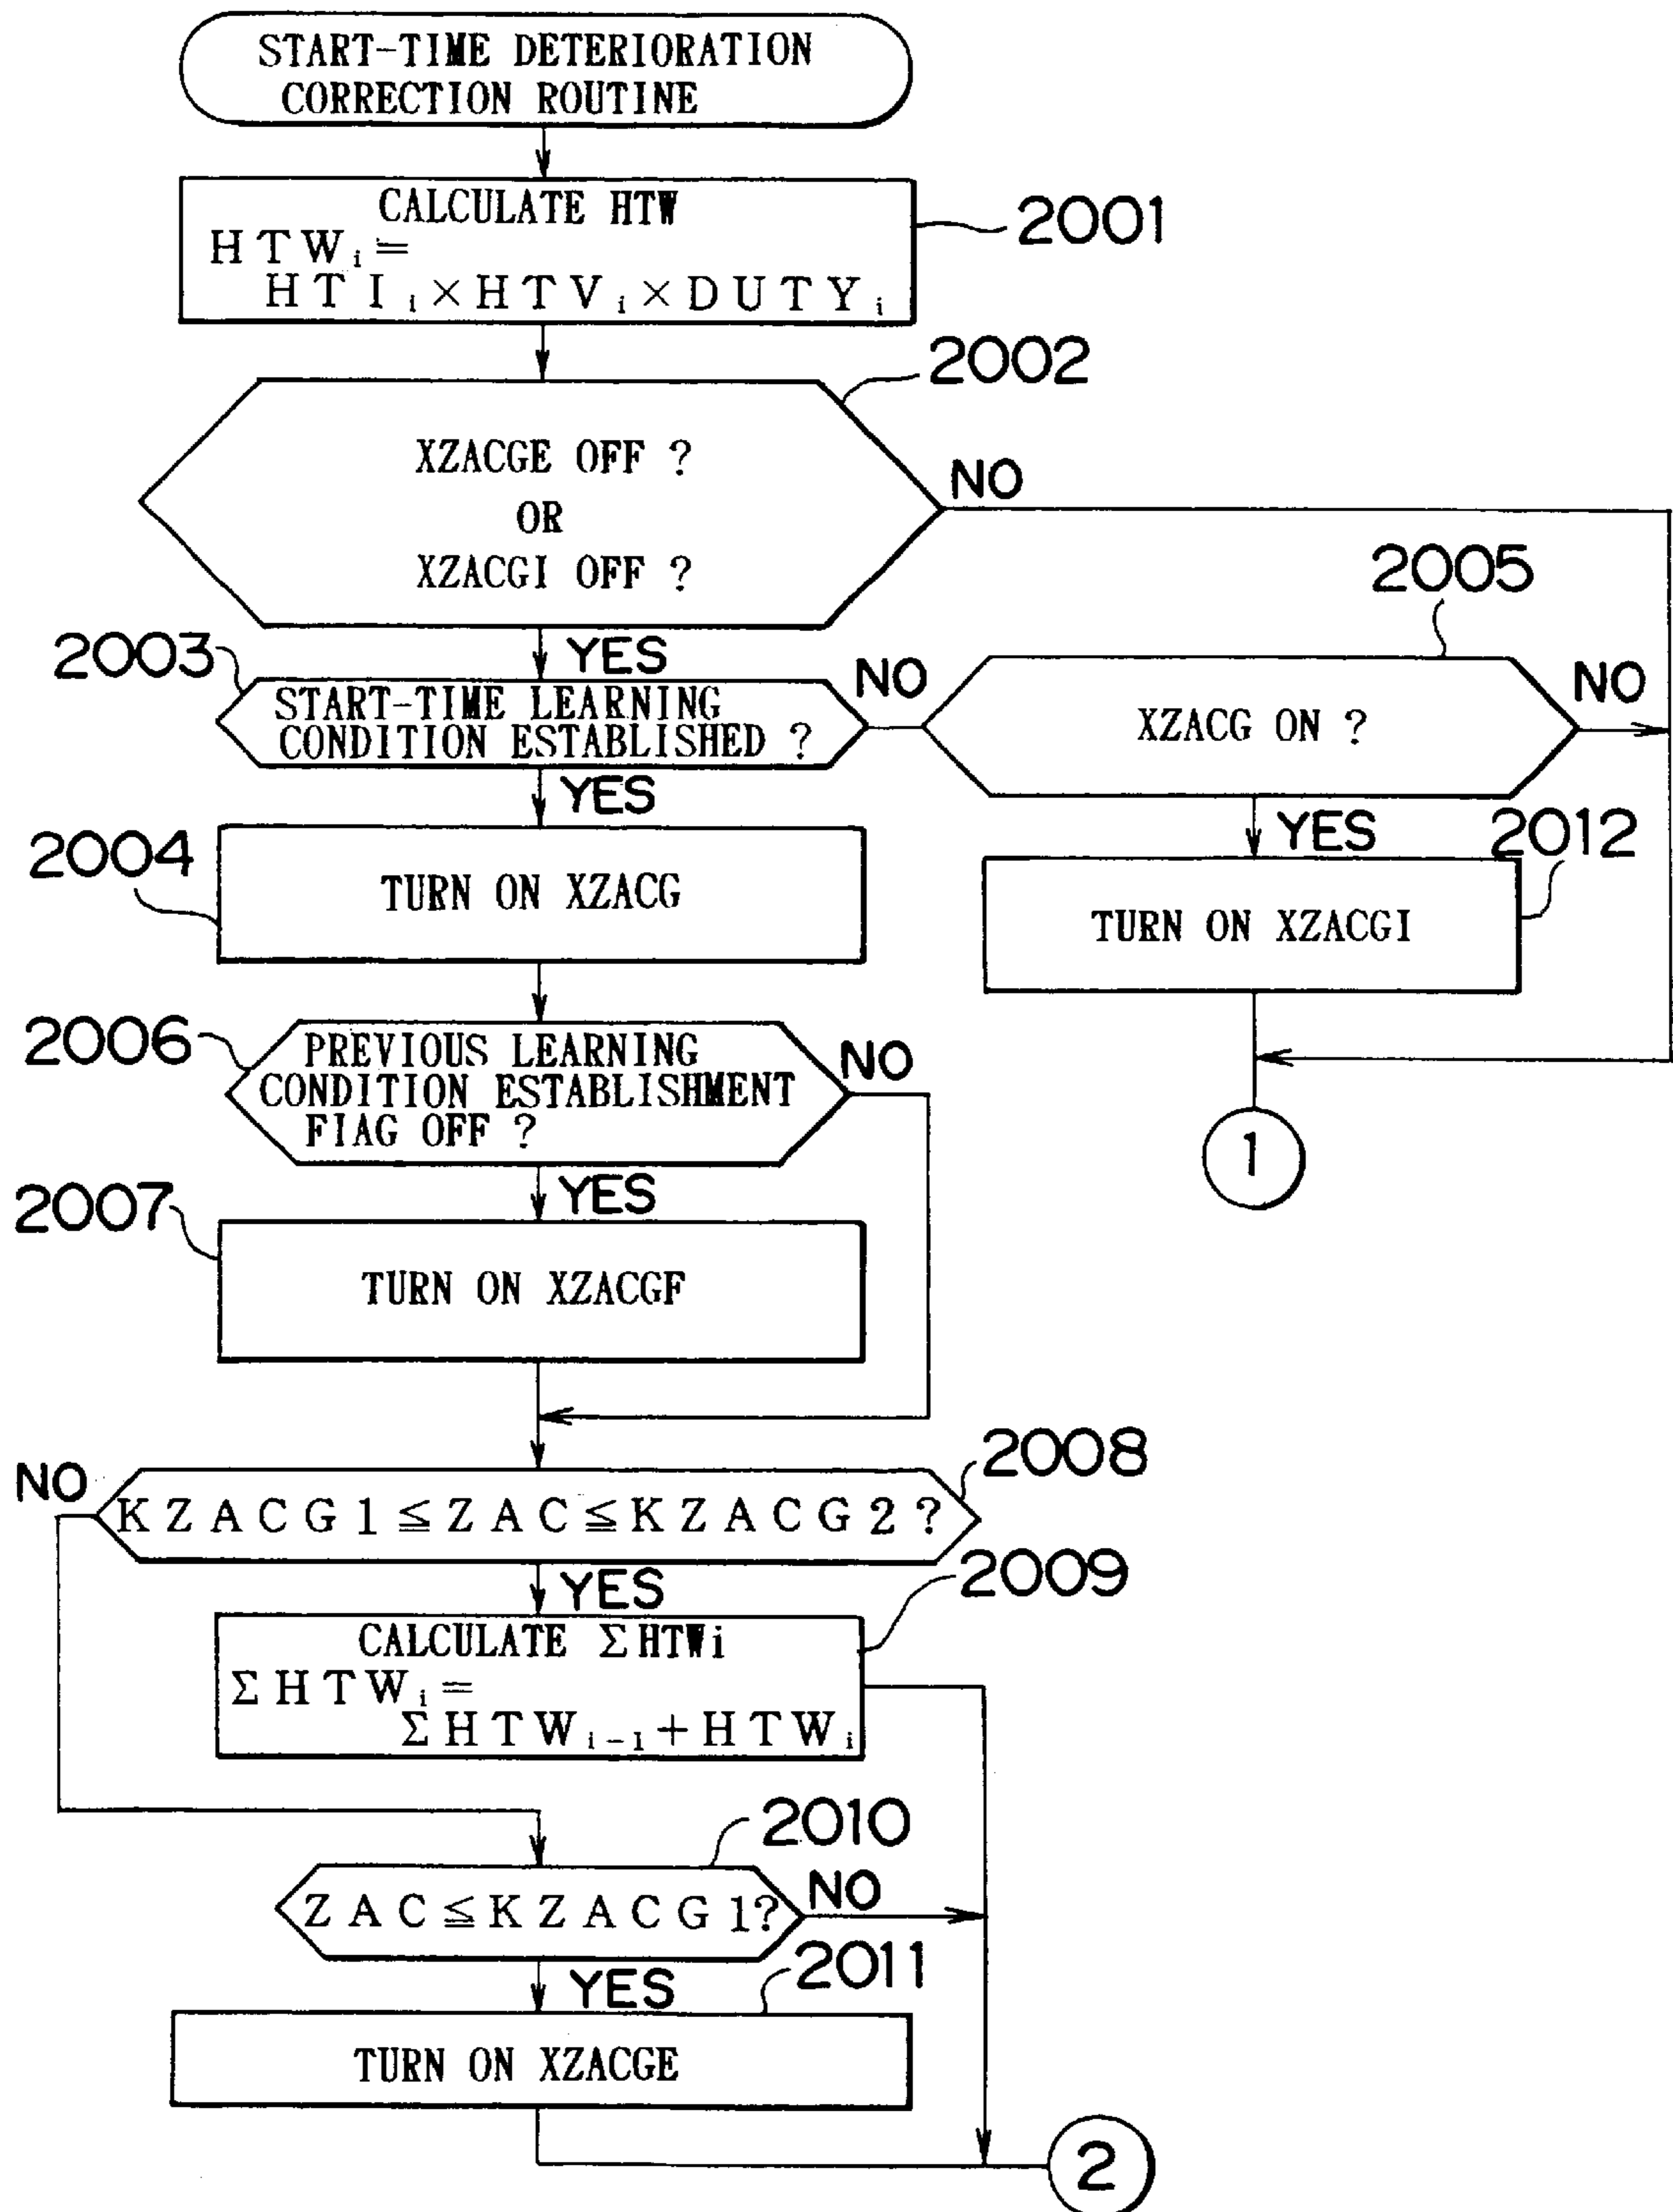 START-TIME DETERIORATION
CORRECTION ROUTINE
CALCULATE HTW
HTWi=
HTIi×HTVi×DUTYi
2001
2002
XZACGE OFF ?
OR
XZACGI OFF ?
NO
YES
2003
START-TIME LEARNING
CONDITION ESTABLISHED ?
NO
2005
XZACG ON ?
NO
YES
YES
2004
TURN ON XZACG
2012
TURN ON XZACGI
1
2006
PREVIOUS LEARNING
CONDITION ESTABLISHMENT
FIAG OFF ?
NO
YES
2007
TURN ON XZACGF
2008
NO
KZACG1≦ZAC≦KZACG2?
YES
2009
CALCULATE ΣHTWi
ΣHTWi=
ΣHTWi-1+HTWi
2010
ZAC≦KZACG1?
NO
YES
2011
TURN ON XZACGE
2